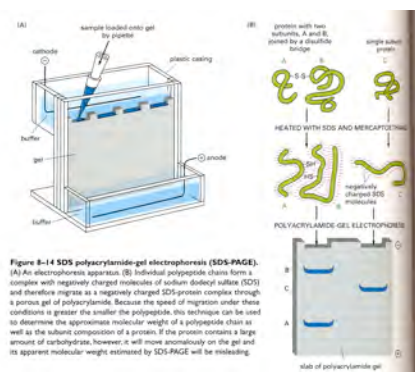 (A)
sample loaded onto gel
by pipette
cathode
plastic casing
buffer
gel
anode
buffer
Figure 8–14 SDS polyacrylamide-gel electrophoresis (SDS-PAGE).
(A) An electrophoresis apparatus. (B) Individual polypeptide chains form a
complex with negatively charged molecules of sodium dodecyl sulfate (SDS)
and therefore migrate as a negatively charged SDS-protein complex through
a porous gel of polyacrylamide. Because the speed of migration under these
conditions is greater the smaller the polypeptide, this technique can be used
to determine the approximate molecular weight of a polypeptide chain as
well as the subunit composition of a protein. If the protein contains a large
amount of carbohydrate, however, it will move anomalously on the gel and
its apparent molecular weight estimated by SDS-PAGE will be misleading.
(B)
protein with two
subunits, A and B,
joined by a disulfide
bridge
single subun
protein
A B C
S S
HEATED WITH SDS AND MERCAPTOETHAN
SH
HS
negatively
charged SDS
molecules
A B C
POLYACRYLAMIDE-GEL ELECTROPHORESI
B
C
A
slab of polyacrylamide gel